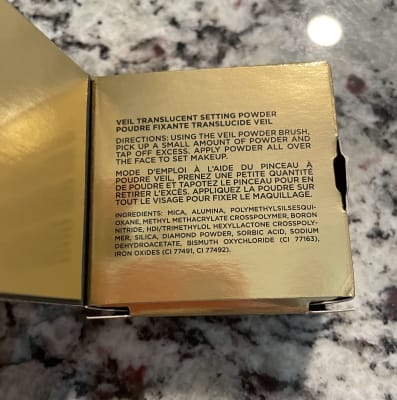 VEIL TRANSLUCENT SETTING POWDER
POUDRE FIXANTE TRANSLUCIDE VEIL
DIRECTIONS: USING THE VEIL POWDER BRUSH,
PICK UP A SMALL AMOUNT OF POWDER AND
TAP OFF EXCESS. APPLY POWDER ALL OVER
THE FACE TO SET MAKEUP.
MODE D'EMPLOI À L'AIDE DU PINCEAU À
POUDRE VEIL, PRENEZ UNE PETITE QUANTITÉ
DE POUDRE ET TAPOTEZ LE PINCEAU POUR EN
RETIRER L'EXCÈS. APPLIQUEZ LA POUDRE SUR
TOUT LE VISAGE POUR FIXER LE MAQUILLAGE.
INGREDIENTS: MICA, ALUMINA, POLYMETHYLSILSESQUI-
OXANE, METHYL METHACRYLATE CROSSPOLYMER, BORON
NITRIDE, HDI/TRIMETHYLOL HEXYLLACTONE CROSSPOLY-
MER, SILICA, DIAMOND POWDER, SORBIC ACID, SODIUM
DEHYDROACETATE, BISMUTH OXYCHLORIDE (CI 77163),
IRON OXIDES (CI 77491, CI 77492).